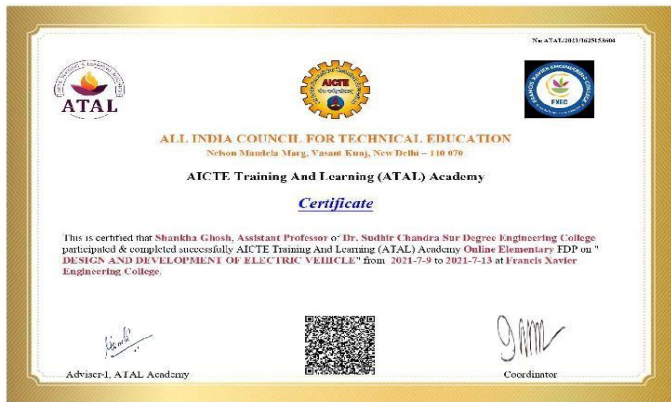 No: ATAL/2021/1625153604
ATAL
AICTE
FRANCIS XAVIER ENGINEERING COLLEGE
FXEC
ALL INDIA COUNCIL FOR TECHNICAL EDUCATION
Nelson Mandela Marg, Vasant Kunj, New Delhi – 110 070
AICTE Training And Learning (ATAL) Academy
Certificate
This is certified that Shankha Ghosh, Assistant Professor of Dr. Sudhir Chandra Sur Degree Engineering College
participated & completed successfully AICTE Training And Learning (ATAL) Academy Online Elementary FDP on "
DESIGN AND DEVELOPMENT OF ELECTRIC VEHICLE" from 2021-7-9 to 2021-7-13 at Francis Xavier
Engineering College.
Adviser-I, ATAL Academy
Coordinator